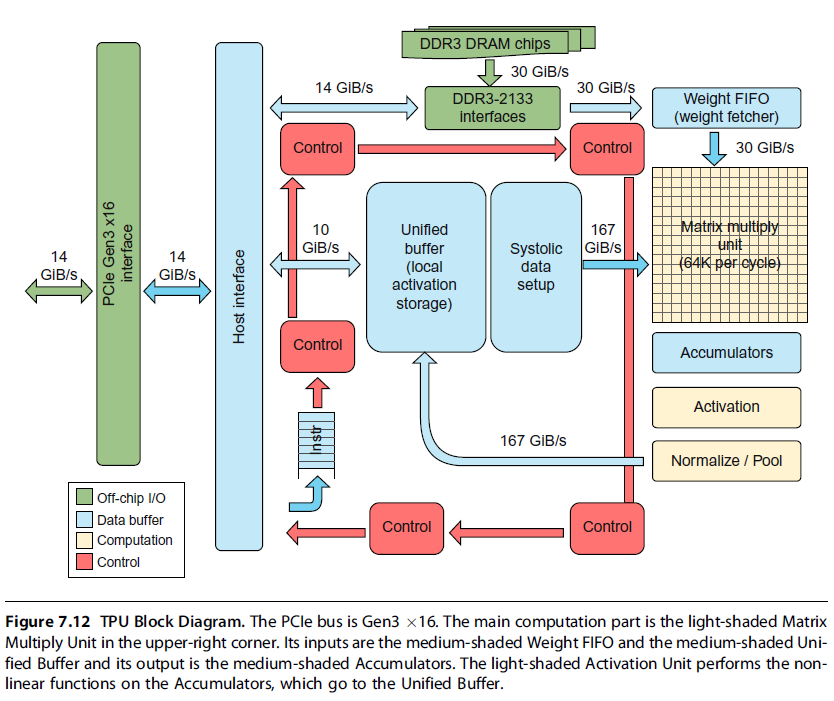 DDR3 DRAM chips
30 GiB/s
14 GiB/s
DDR3-2133
interfaces
30 GiB/s
Weight FIFO
(weight fetcher)
30 GiB/s
Control
Control
PCIe Gen3 x16
interface
14
GiB/s
14
GiB/s
Host interface
10
GiB/s
Unified
buffer
(local
activation
storage)
Systolic
data
setup
167
GiB/s
Matrix multiply
unit
(64K per cycle)
Control
Accumulators
Activation
Instr
167 GiB/s
Normalize / Pool
Control
Control
Off-chip I/O
Data buffer
Computation
Control
Figure 7.12 TPU Block Diagram. The PCIe bus is Gen3 ×16. The main computation part is the light-shaded Matrix
Multiply Unit in the upper-right corner. Its inputs are the medium-shaded Weight FIFO and the medium-shaded Uni-
fied Buffer and its output is the medium-shaded Accumulators. The light-shaded Activation Unit performs the non-
linear functions on the Accumulators, which go to the Unified Buffer.